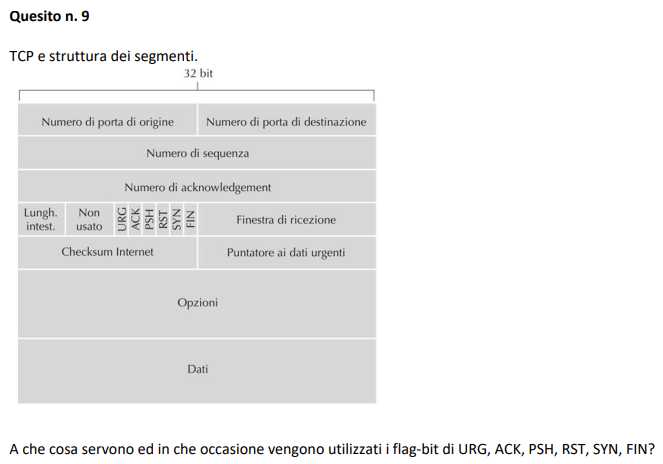 Quesito n. 9
TCP e struttura dei segmenti.
32 bit
Numero di porta di origine Numero di porta di destinazione
Numero di sequenza
Numero di acknowledgement
Lungh. intest. Non usato URG ACK PSH RST SYN FIN Finestra di ricezione
Checksum Internet Puntatore ai dati urgenti
Opzioni
Dati
A che cosa servono ed in che occasione vengono utilizzati i flag-bit di URG, ACK, PSH, RST, SYN, FIN?